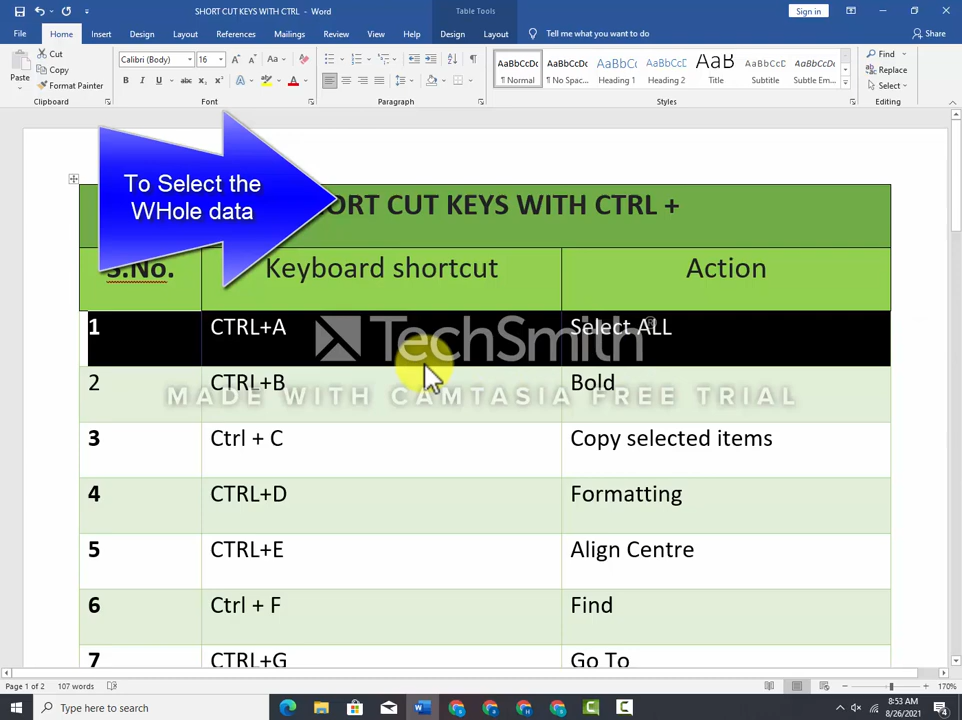 SHORT CUT KEYS WITH CTRL - Word
Table Tools
Sign in
File
Home
Insert
Design
Layout
References
Mailings
Review
View
Help
Design
Layout
Tell me what you want to do
Share
Paste
Cut
Copy
Format Painter
Clipboard
Calibri (Body)
16
Font
Paragraph
AaBbCcDc
¶ Normal
AaBbCcDc
¶ No Spac...
AaBbCc
Heading 1
AaBbCcC
Heading 2
AaB
Title
AaBbCcC
Subtitle
AaBbCcDc
Subtle Em...
Styles
Find
Replace
Select
Editing
To Select the
WHole data
ORT CUT KEYS WITH CTRL +
S.No.
Keyboard shortcut
Action
1
CTRL+A
Select ALL
TechSmith
MADE WITH CAMTASIA FREE TRIAL
2
CTRL+B
Bold
3
Ctrl + C
Copy selected items
4
CTRL+D
Formatting
5
CTRL+E
Align Centre
6
Ctrl + F
Find
7
CTRL+G
Go To
Page 1 of 2
107 words
170%
Type here to search
8:53 AM
8/26/2021